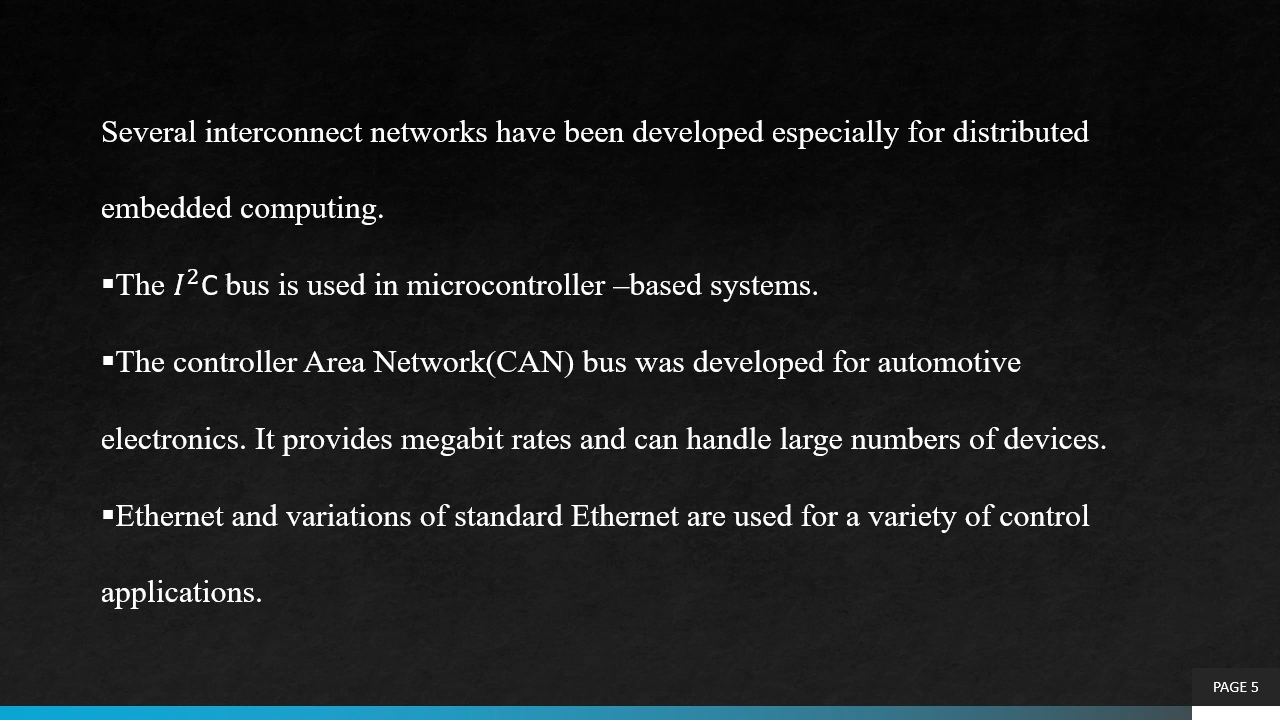 Several interconnect networks have been developed especially for distributed
embedded computing.
▪The I²C bus is used in microcontroller –based systems.
▪The controller Area Network(CAN) bus was developed for automotive
electronics. It provides megabit rates and can handle large numbers of devices.
▪Ethernet and variations of standard Ethernet are used for a variety of control
applications.
PAGE 5